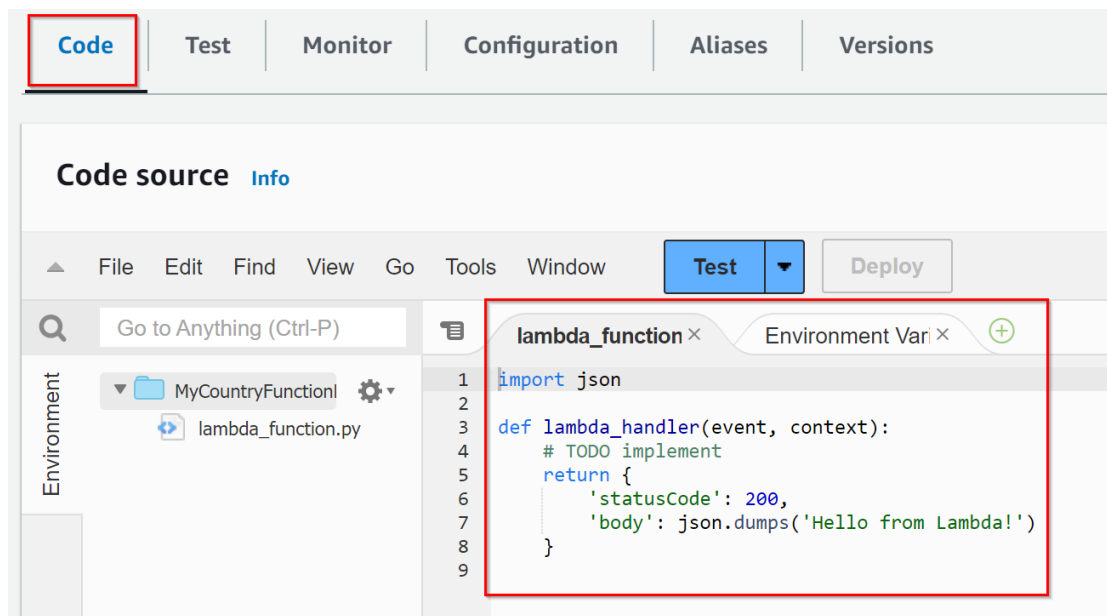 Code Test Monitor Configuration Aliases Versions
Code source Info
File Edit Find View Go Tools Window Test Deploy
Go to Anything (Ctrl-P)
lambda_function Environment Vari
Environment
MyCountryFunctionI
lambda_function.py
1 import json
2
3 def lambda_handler(event, context):
4     # TODO implement
5     return {
6         'statusCode': 200,
7         'body': json.dumps('Hello from Lambda!')
8     }
9